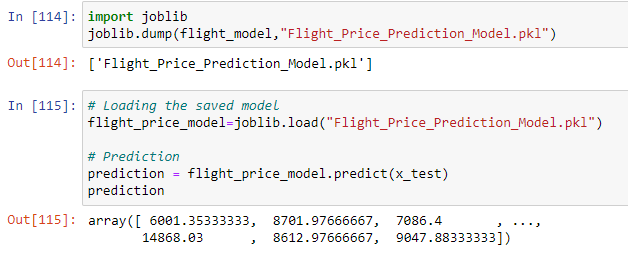 In [114]: import joblib
joblib.dump(flight_model,"Flight_Price_Prediction_Model.pkl")
Out[114]: ['Flight_Price_Prediction_Model.pkl']
In [115]: # Loading the saved model
flight_price_model=joblib.load("Flight_Price_Prediction_Model.pkl")
# Prediction
prediction = flight_price_model.predict(x_test)
prediction
Out[115]: array([ 6001.35333333,  8701.97666667,  7086.4       , ...,
14868.03      ,  8612.97666667,  9047.88333333])